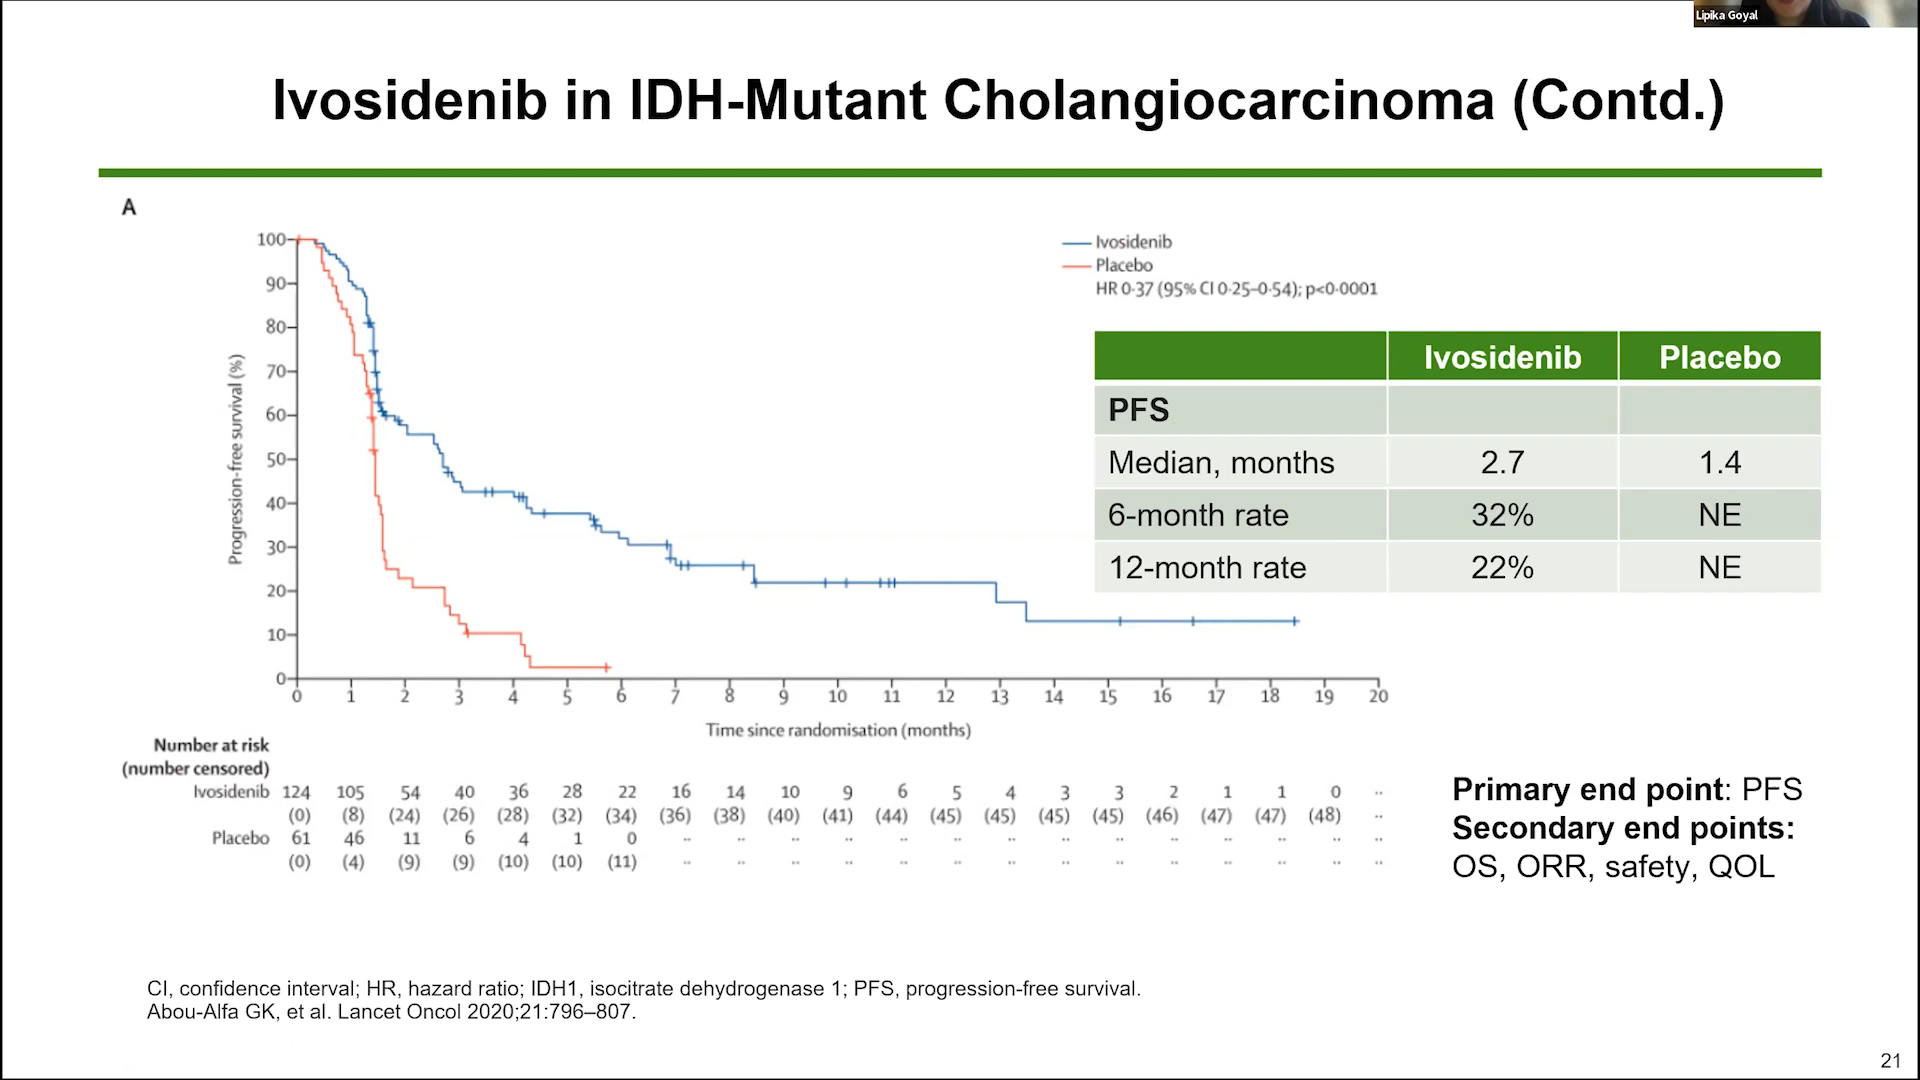 Lipika Goyal
Ivosidenib in IDH-Mutant Cholangiocarcinoma (Contd.)
A
Ivosidenib
Placebo
HR 0·37 (95% CI 0·25–0·54); p<0·0001
Progression-free survival (%)
100
90
80
70
60
50
40
30
20
10
0
0 1 2 3 4 5 6 7 8 9 10 11 12 13 14 15 16 17 18 19 20
Time since randomisation (months)
Ivosidenib Placebo
PFS
Median, months 2.7 1.4
6-month rate 32% NE
12-month rate 22% NE
Number at risk
(number censored)
Ivosidenib 124 105 54 40 36 28 22 16 14 10 9 6 5 4 3 3 2 1 1 0 ··
(0) (8) (24) (26) (28) (32) (34) (36) (38) (40) (41) (44) (45) (45) (45) (45) (46) (47) (47) (48) ··
Placebo 61 46 11 6 4 1 0 ·· ·· ·· ·· ·· ·· ·· ·· ·· ·· ·· ·· ·· ··
(0) (4) (9) (9) (10) (10) (11) ·· ·· ·· ·· ·· ·· ·· ·· ·· ·· ·· ·· ·· ··
Primary end point: PFS
Secondary end points:
OS, ORR, safety, QOL
CI, confidence interval; HR, hazard ratio; IDH1, isocitrate dehydrogenase 1; PFS, progression-free survival.
Abou-Alfa GK, et al. Lancet Oncol 2020;21:796–807.
21